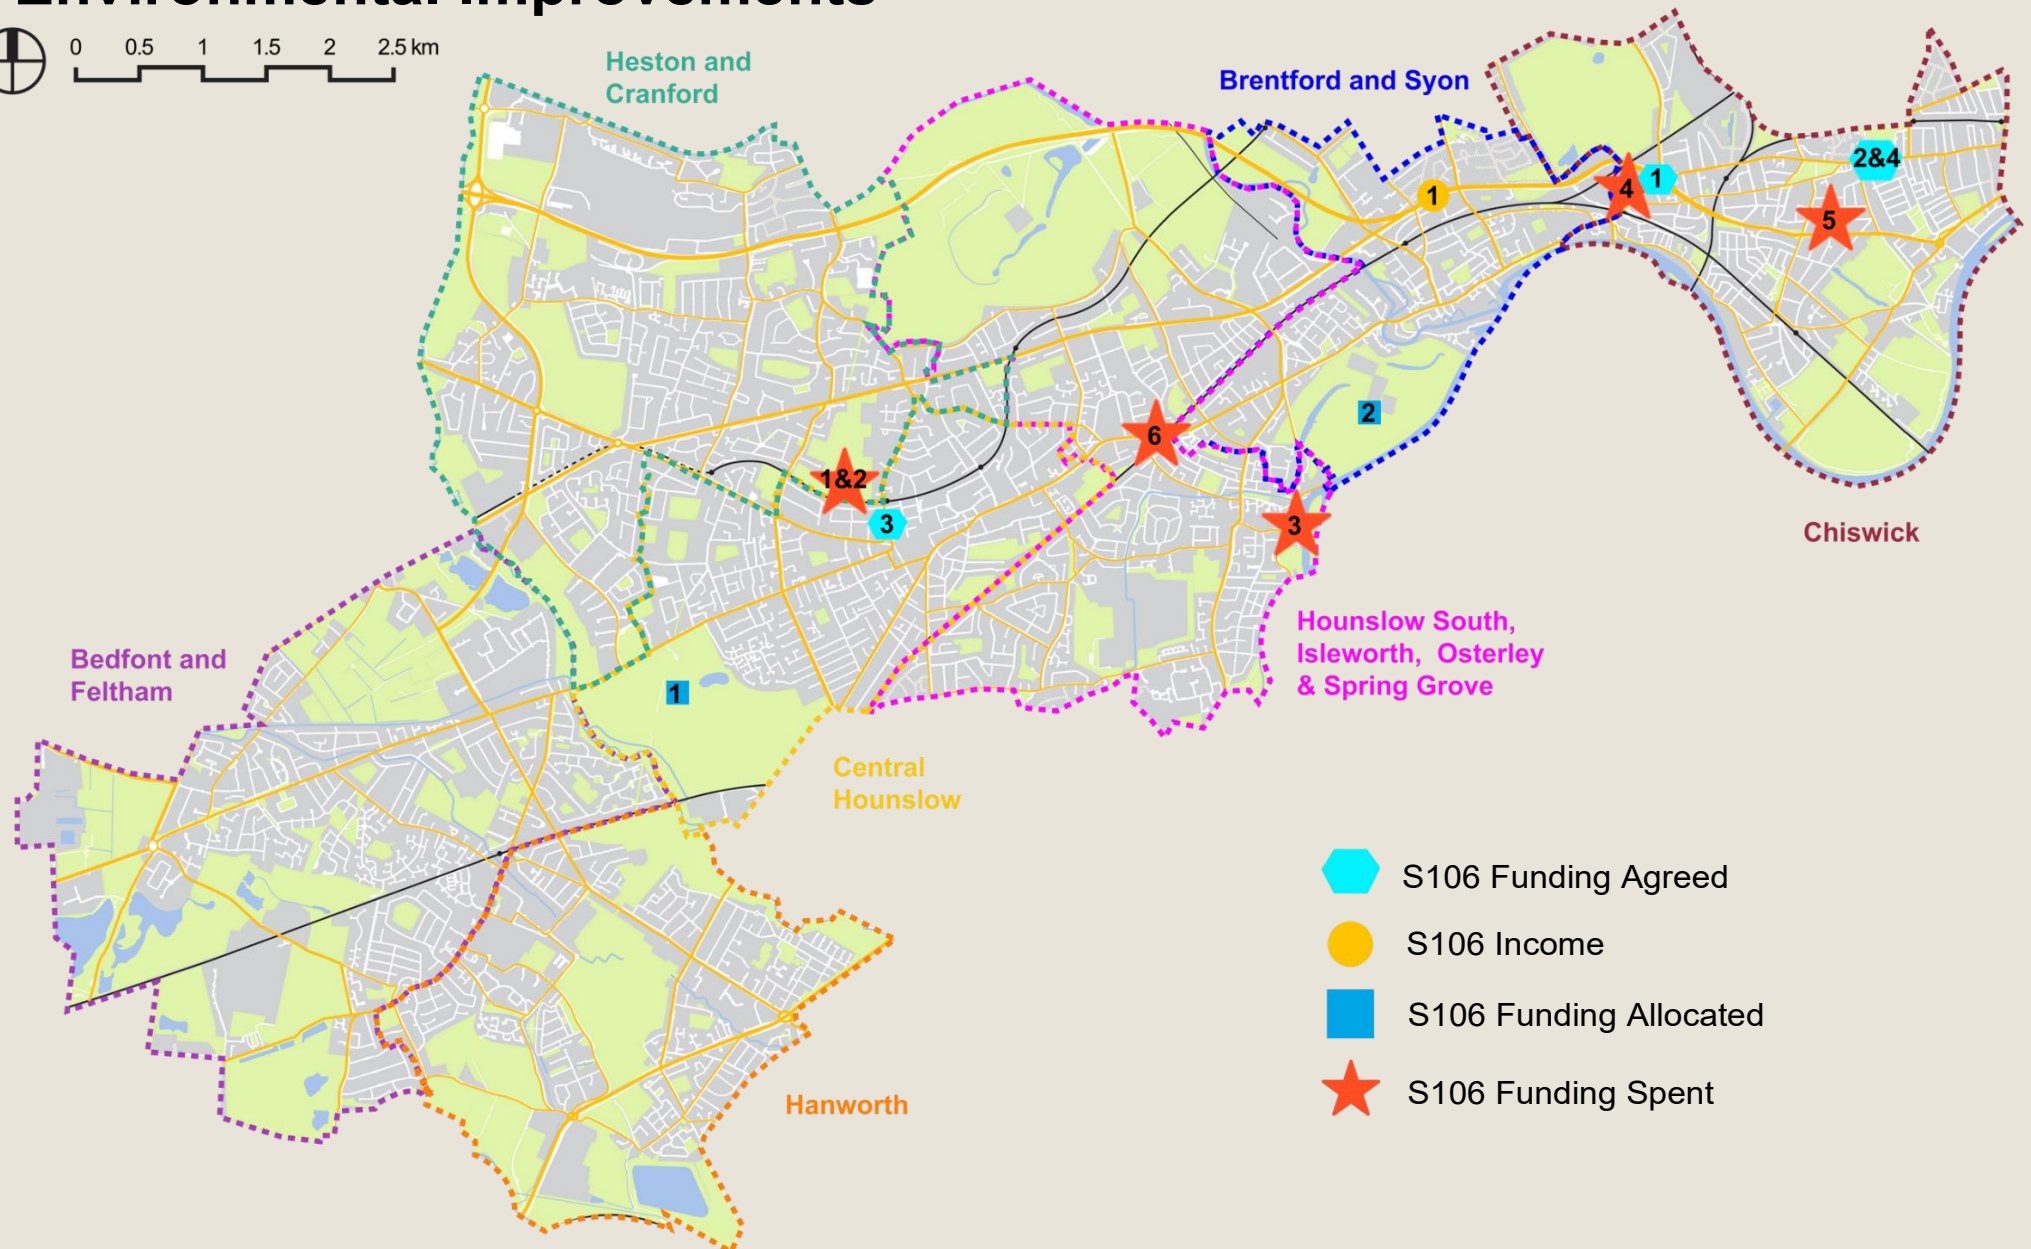 Environmental Improvements
0 0.5 1 1.5 2 2.5 km
Heston and
Cranford
Brentford and Syon
2&4
1
4
1
5
2
6
1&2
3
3
Chiswick
Hounslow South,
Isleworth, Osterley
& Spring Grove
Bedfont and
Feltham
1
Central
Hounslow
Hanworth
S106 Funding Agreed
S106 Income
S106 Funding Allocated
S106 Funding Spent